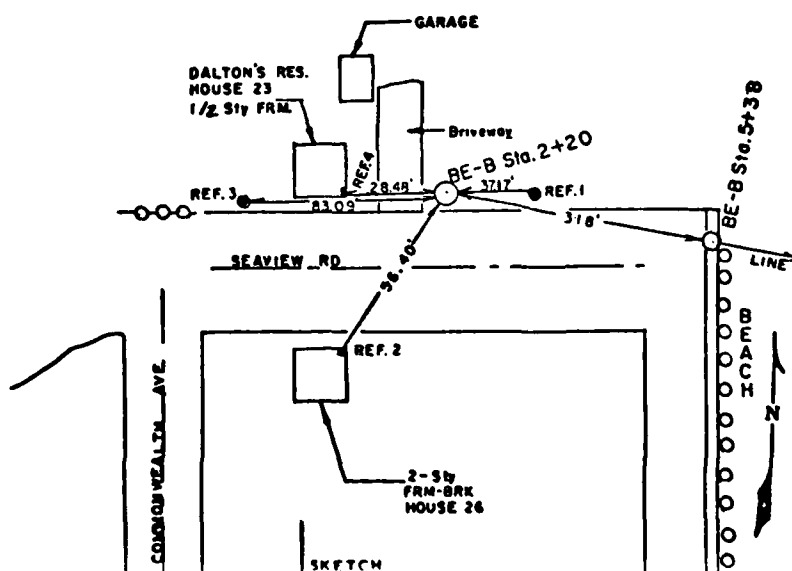 GARAGE
DALTON'S RES.
HOUSE 23
1/2 Sty FRM.
Driveway
BE-B Sta. 2+20
BE-B Sta. 5+38
REF. 4
28.48'
37.17'
REF. 1
REF. 3
83.09
318'
LINE
SEAVIEW RD
56.40'
BEACH
REF. 2
N
COMMONWEALTH AVE.
2-Sty
FRM-BRK
HOUSE 26
SKETCH